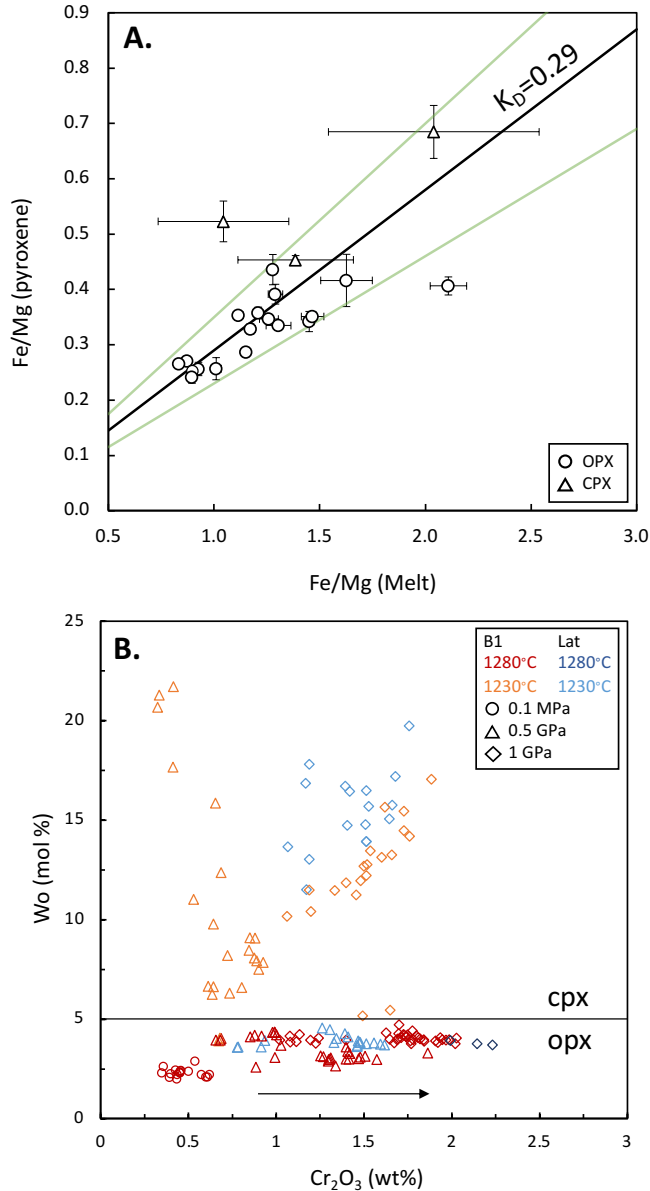 A.
K_D=0.29
0.9
0.8
0.7
0.6
0.5
0.4
0.3
0.2
0.1
0.0
Fe/Mg (pyroxene)
OPX
CPX
0.5 1.0 1.5 2.0 2.5 3.0
Fe/Mg (Melt)
B.
B1 Lat
1280°C 1280°C
1230°C 1230°C
0.1 MPa
0.5 GPa
1 GPa
25
20
15
10
5
0
Wo (mol %)
cpx
opx
0 0.5 1 1.5 2 2.5 3
Cr₂O₃ (wt%)